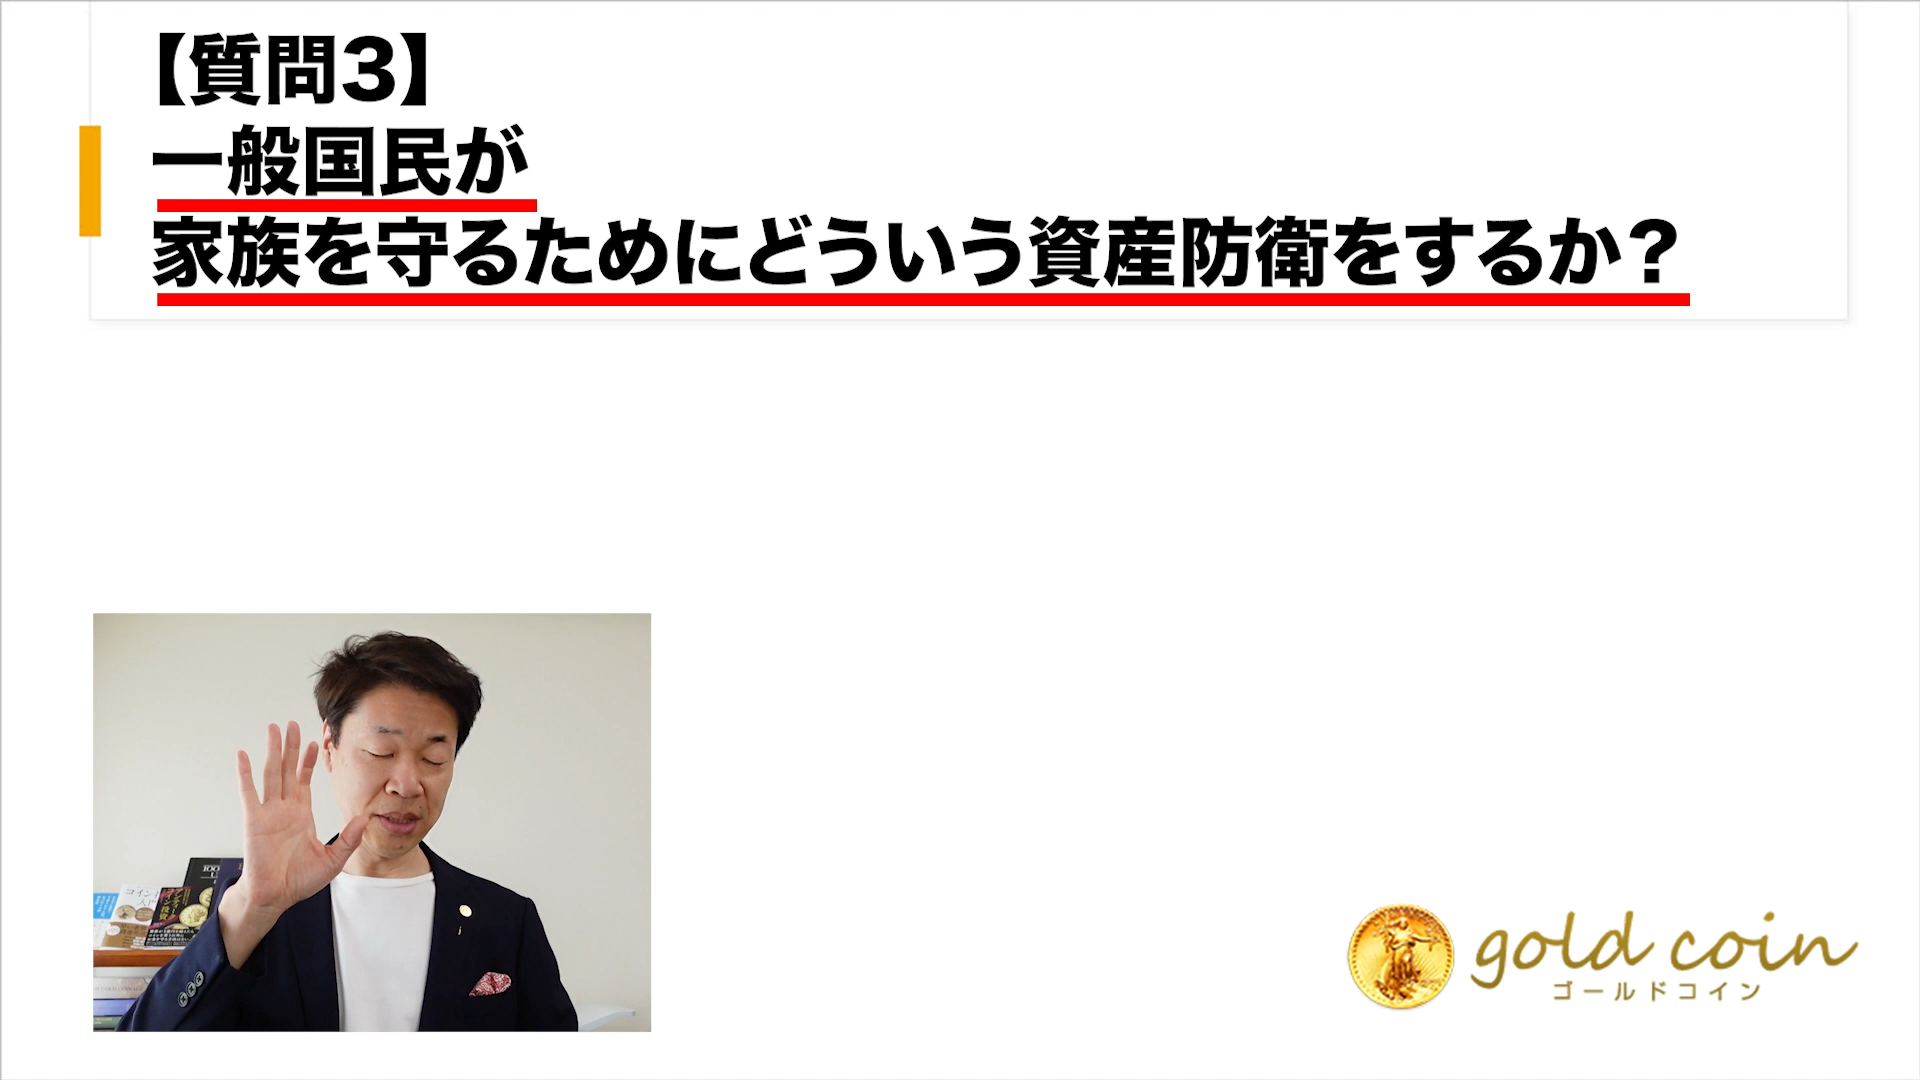 【質問3】
一般国民が
家族を守るためにどういう資産防衛をするか？
gold coin
ゴールドコイン